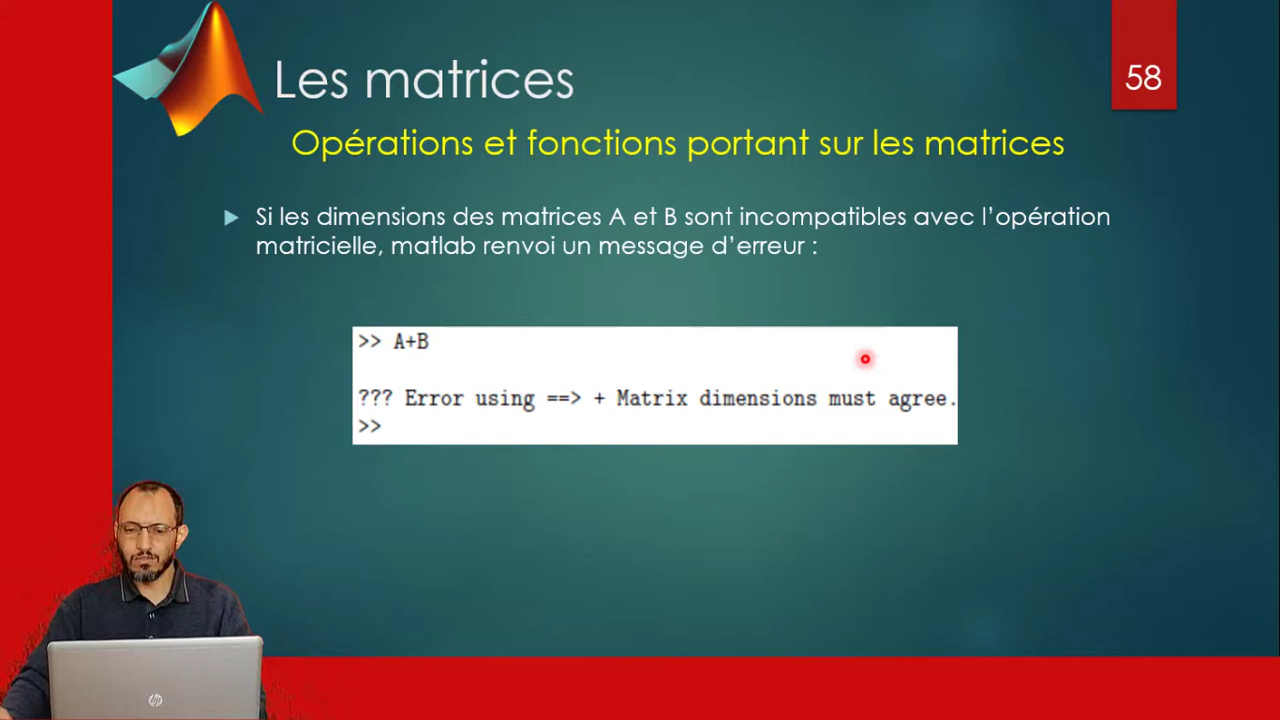 Les matrices
58
Opérations et fonctions portant sur les matrices
Si les dimensions des matrices A et B sont incompatibles avec l’opération
matricielle, matlab renvoi un message d’erreur :
>> A+B
??? Error using ==> + Matrix dimensions must agree.
>>
hp